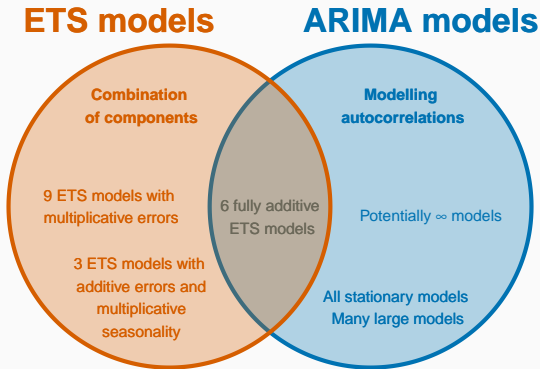 ETS models
ARIMA models
Combination
of components
Modelling
autocorrelations
9 ETS models with
multiplicative errors
6 fully additive
ETS models
Potentially ∞ models
3 ETS models with
additive errors and
multiplicative
seasonality
All stationary models
Many large models